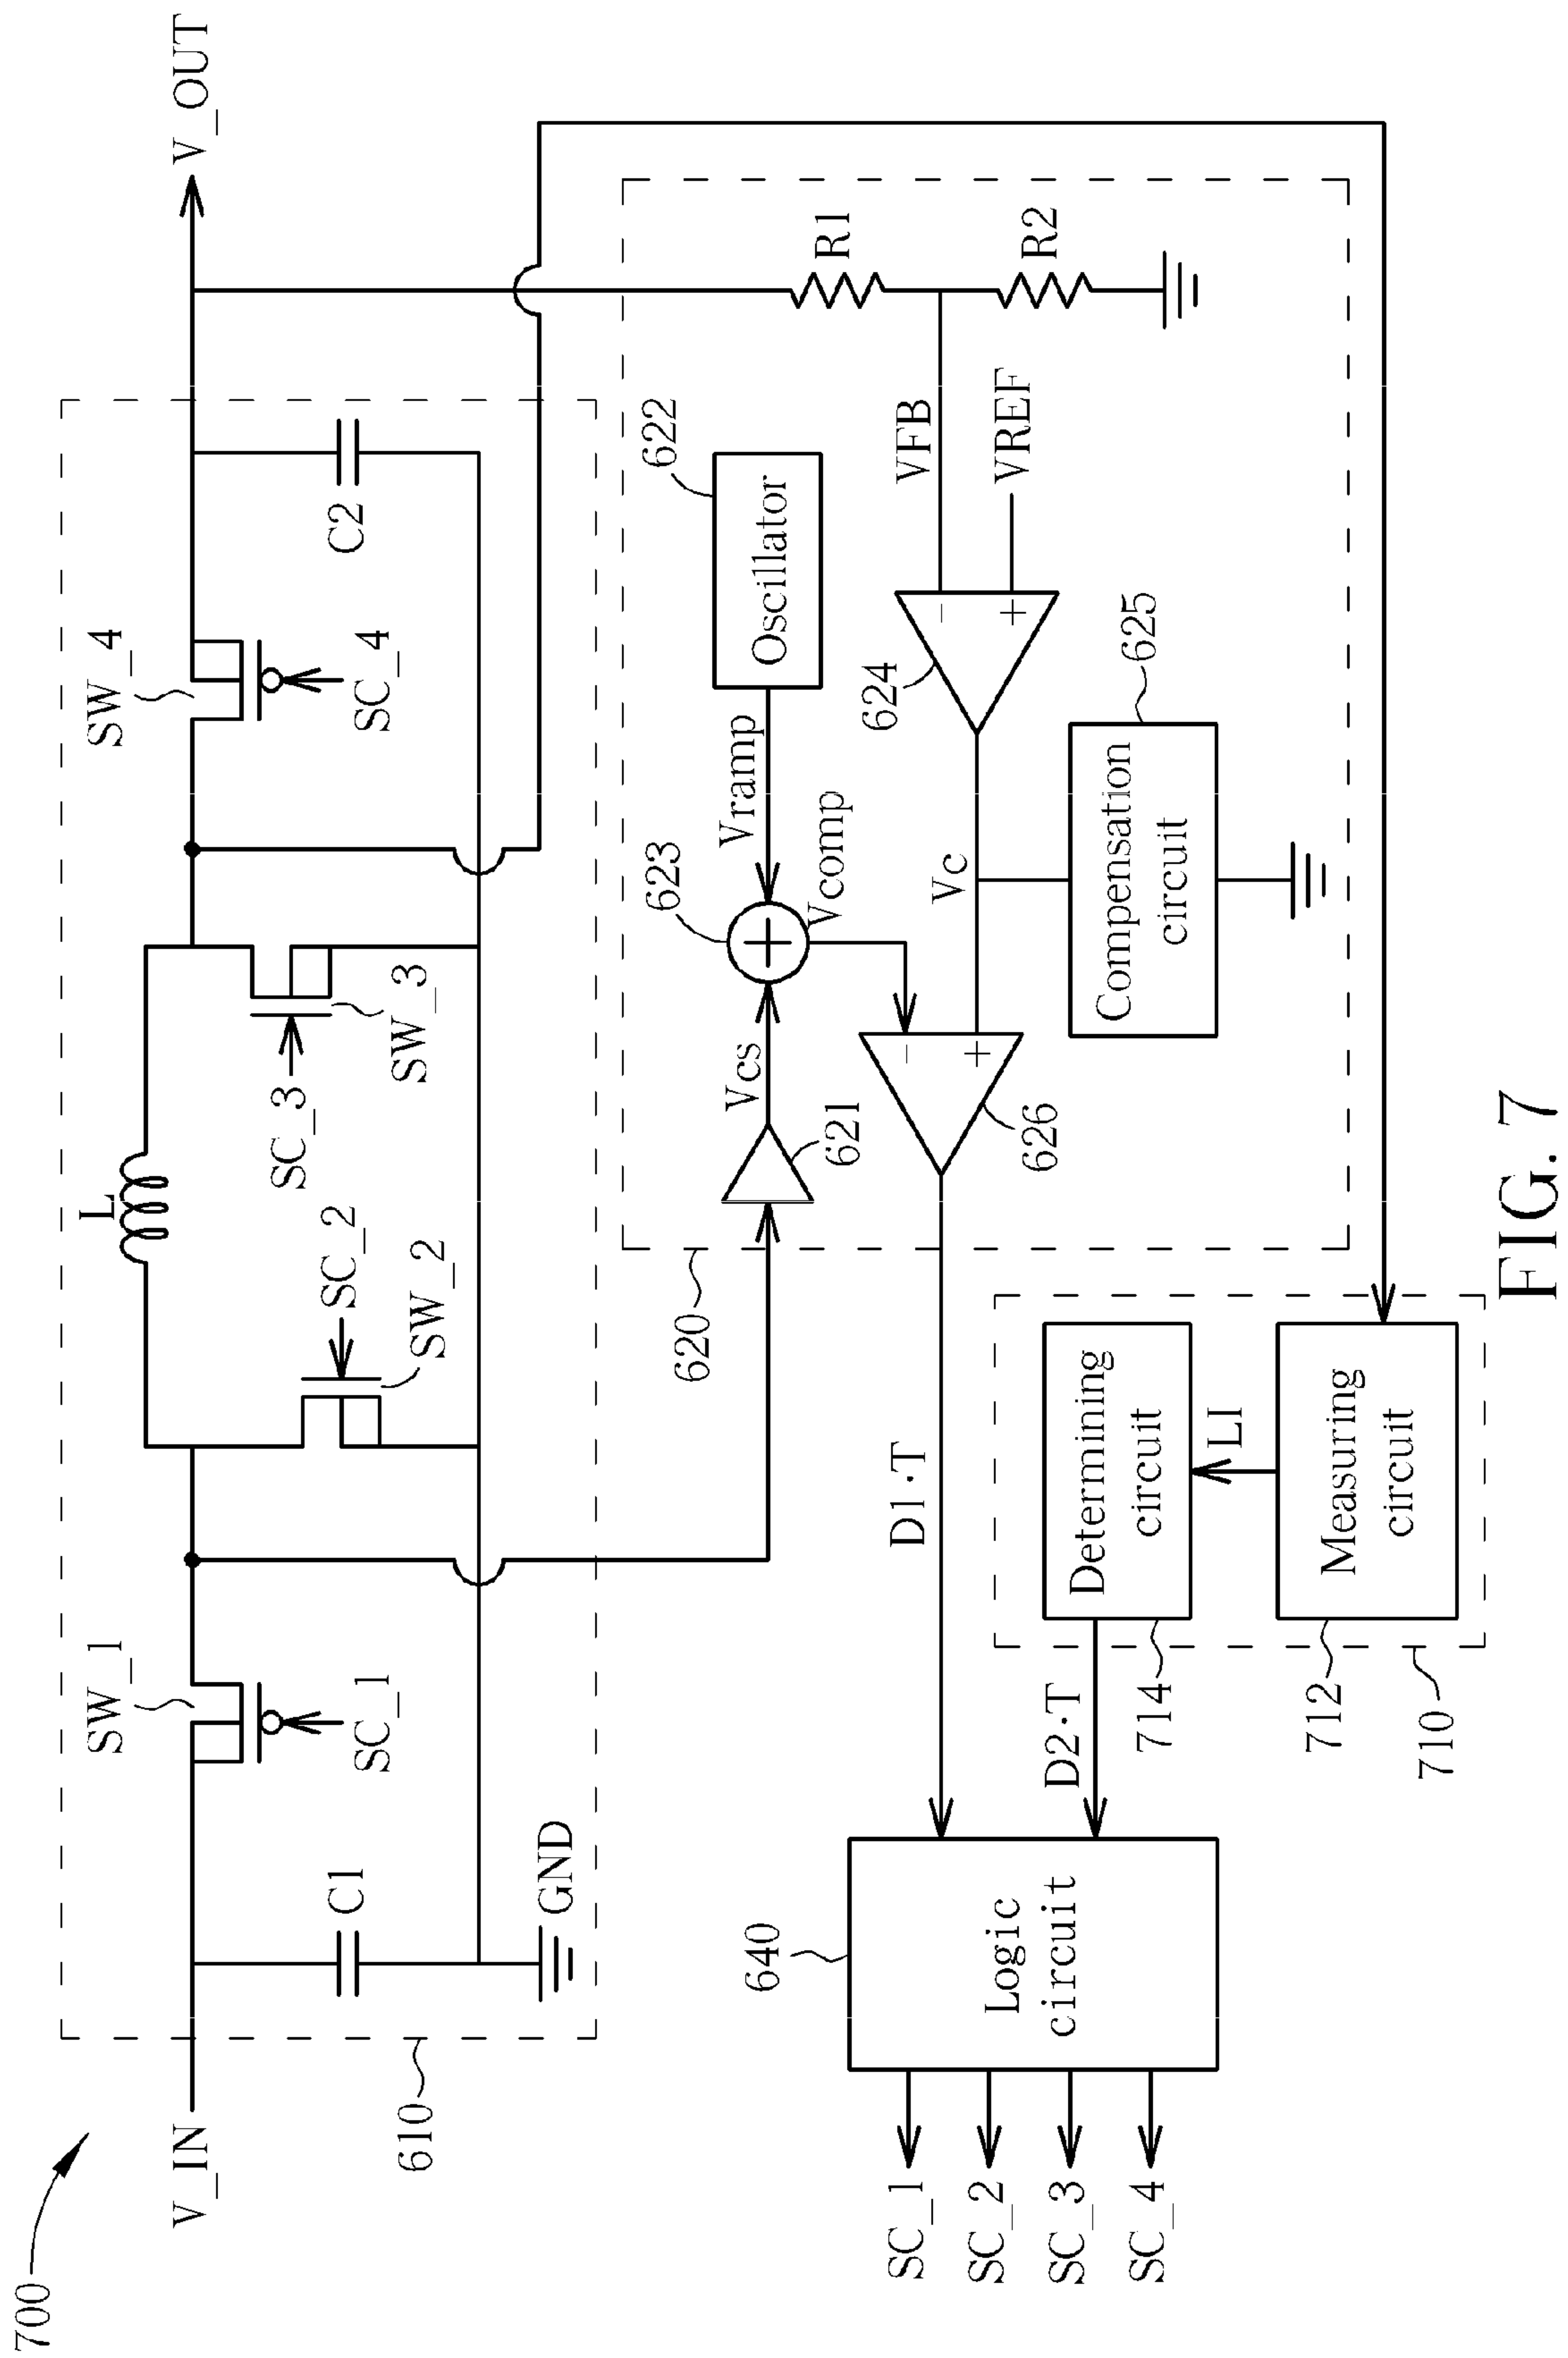 700
V_IN
V_OUT
610
SW_1
SC_1
C1
GND
L
SC_2
SW_2
SC_3
SW_3
SW_4
SC_4
C2
620
621
Vcs
623
Vramp
Vcomp
622
Oscillator
626
Vc
624
VFB
VREF
R1
R2
625
Compensation
circuit
D1·T
D2·T
640
Logic
circuit
SC_1
SC_2
SC_3
SC_4
Determining
circuit
714
LI
Measuring
circuit
712
710
FIG. 7